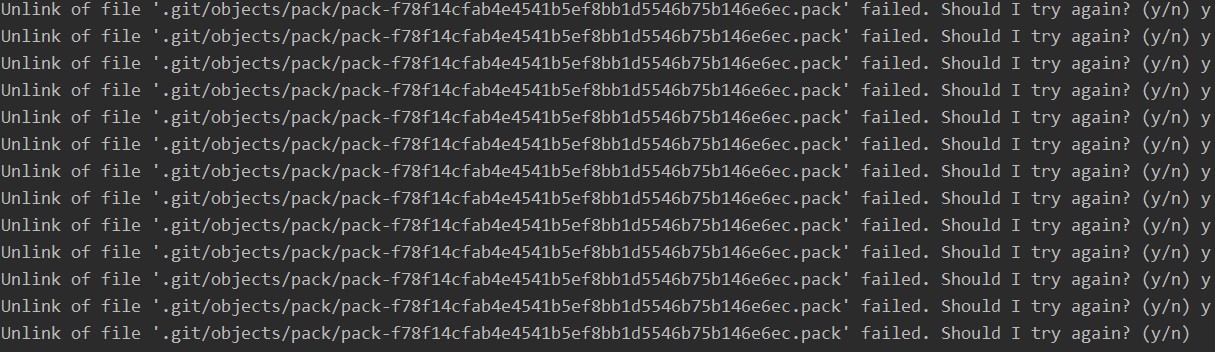 Unlink of file '.git/objects/pack/pack-f78f14cfab4e4541b5ef8bb1d5546b75b146e6ec.pack' failed. Should I try again? (y/n) y
Unlink of file '.git/objects/pack/pack-f78f14cfab4e4541b5ef8bb1d5546b75b146e6ec.pack' failed. Should I try again? (y/n) y
Unlink of file '.git/objects/pack/pack-f78f14cfab4e4541b5ef8bb1d5546b75b146e6ec.pack' failed. Should I try again? (y/n) y
Unlink of file '.git/objects/pack/pack-f78f14cfab4e4541b5ef8bb1d5546b75b146e6ec.pack' failed. Should I try again? (y/n) y
Unlink of file '.git/objects/pack/pack-f78f14cfab4e4541b5ef8bb1d5546b75b146e6ec.pack' failed. Should I try again? (y/n) y
Unlink of file '.git/objects/pack/pack-f78f14cfab4e4541b5ef8bb1d5546b75b146e6ec.pack' failed. Should I try again? (y/n) y
Unlink of file '.git/objects/pack/pack-f78f14cfab4e4541b5ef8bb1d5546b75b146e6ec.pack' failed. Should I try again? (y/n) y
Unlink of file '.git/objects/pack/pack-f78f14cfab4e4541b5ef8bb1d5546b75b146e6ec.pack' failed. Should I try again? (y/n) y
Unlink of file '.git/objects/pack/pack-f78f14cfab4e4541b5ef8bb1d5546b75b146e6ec.pack' failed. Should I try again? (y/n) y
Unlink of file '.git/objects/pack/pack-f78f14cfab4e4541b5ef8bb1d5546b75b146e6ec.pack' failed. Should I try again? (y/n) y
Unlink of file '.git/objects/pack/pack-f78f14cfab4e4541b5ef8bb1d5546b75b146e6ec.pack' failed. Should I try again? (y/n) y
Unlink of file '.git/objects/pack/pack-f78f14cfab4e4541b5ef8bb1d5546b75b146e6ec.pack' failed. Should I try again? (y/n) y
Unlink of file '.git/objects/pack/pack-f78f14cfab4e4541b5ef8bb1d5546b75b146e6ec.pack' failed. Should I try again? (y/n)